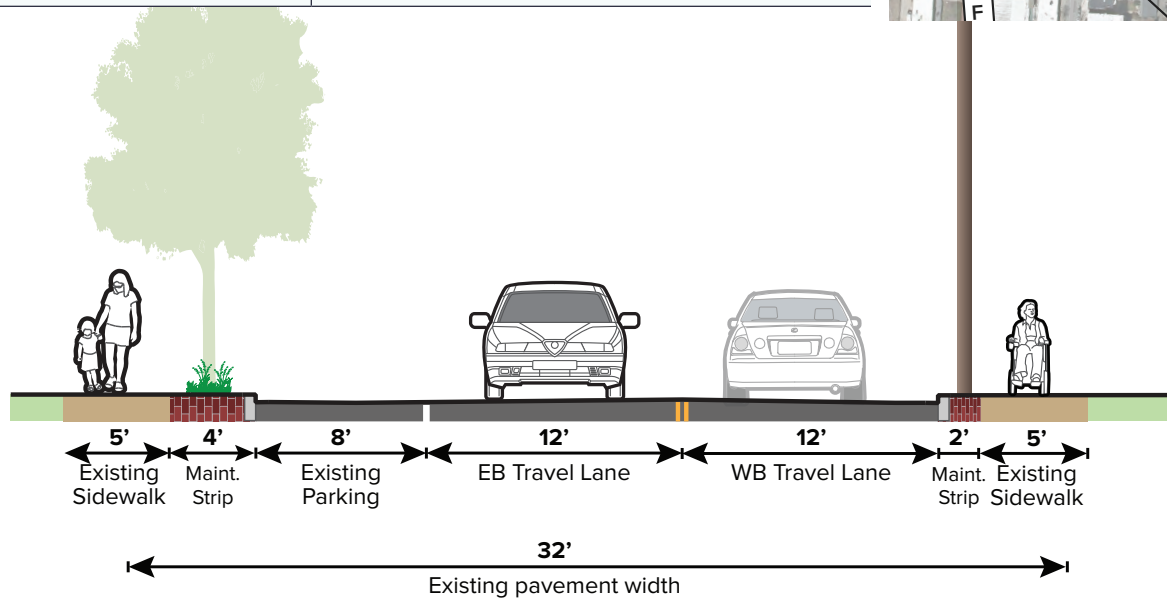 F
5’
Existing
Sidewalk
4’
Maint.
Strip
8’
Existing
Parking
12’
EB Travel Lane
12’
WB Travel Lane
2’
Maint.
Strip
5’
Existing
Sidewalk
32’
Existing pavement width